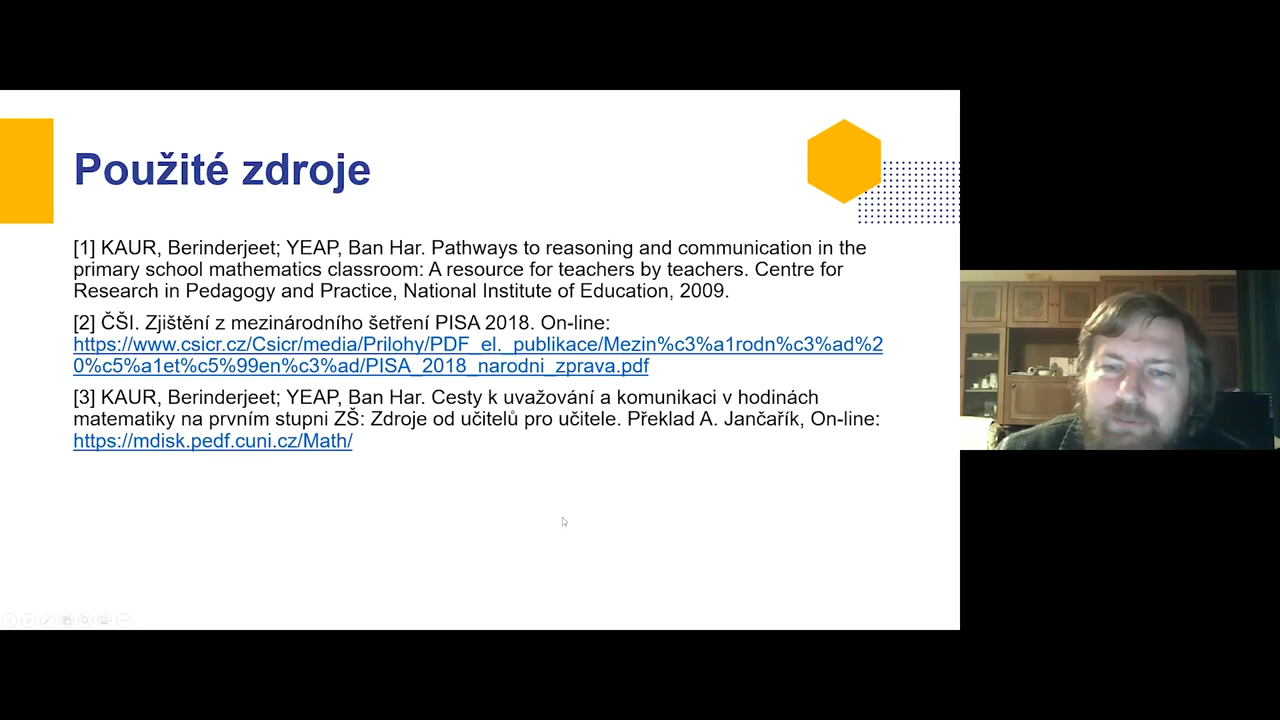 Použité zdroje
[1] KAUR, Berinderjeet; YEAP, Ban Har. Pathways to reasoning and communication in the
primary school mathematics classroom: A resource for teachers by teachers. Centre for
Research in Pedagogy and Practice, National Institute of Education, 2009.
[2] ČŠI. Zjištění z mezinárodního šetření PISA 2018. On-line:
https://www.csicr.cz/Csicr/media/Prilohy/PDF_el._publikace/Mezin%c3%a1rodn%c3%ad%2
0%c5%a1et%c5%99en%c3%ad/PISA_2018_narodni_zprava.pdf
[3] KAUR, Berinderjeet; YEAP, Ban Har. Cesty k uvažování a komunikaci v hodinách
matematiky na prvním stupni ZŠ: Zdroje od učitelů pro učitele. Překlad A. Jančařík, On-line:
https://mdisk.pedf.cuni.cz/Math/